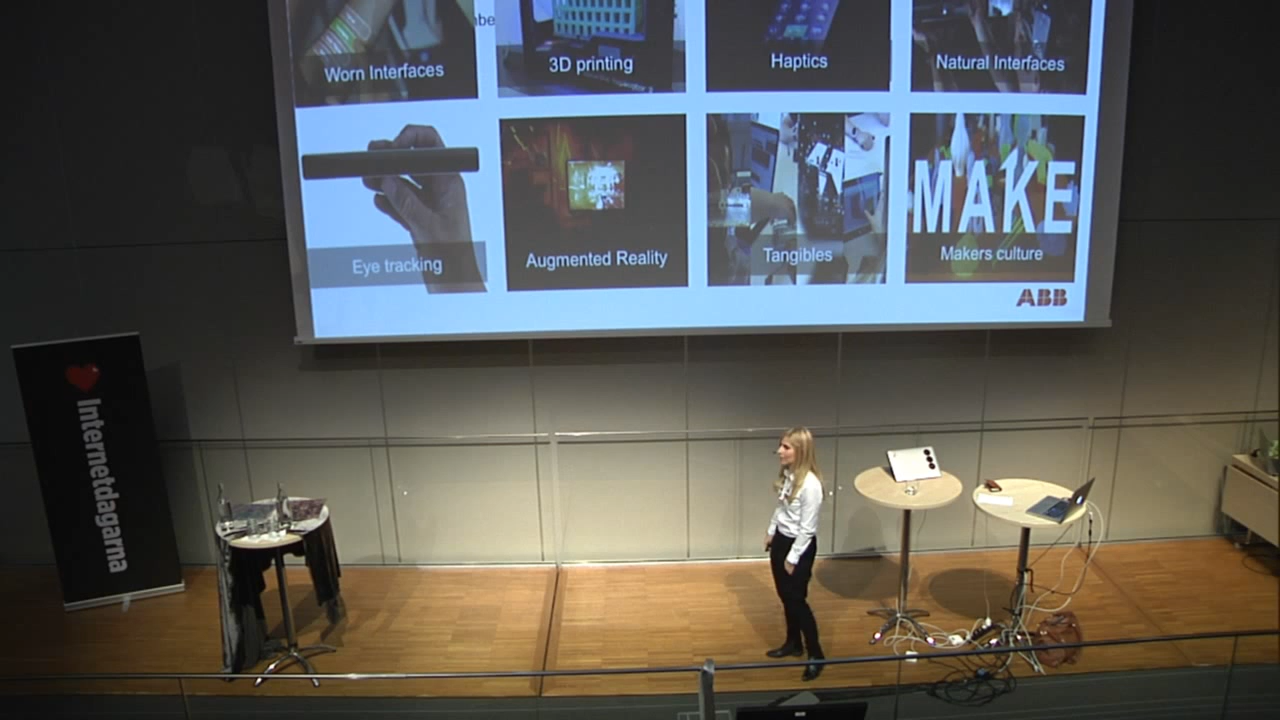 Worn Interfaces
3D printing
Haptics
Natural Interfaces
MAKE
Eye tracking
Augmented Reality
Tangibles
Makers culture
ABB
Internetdagarna